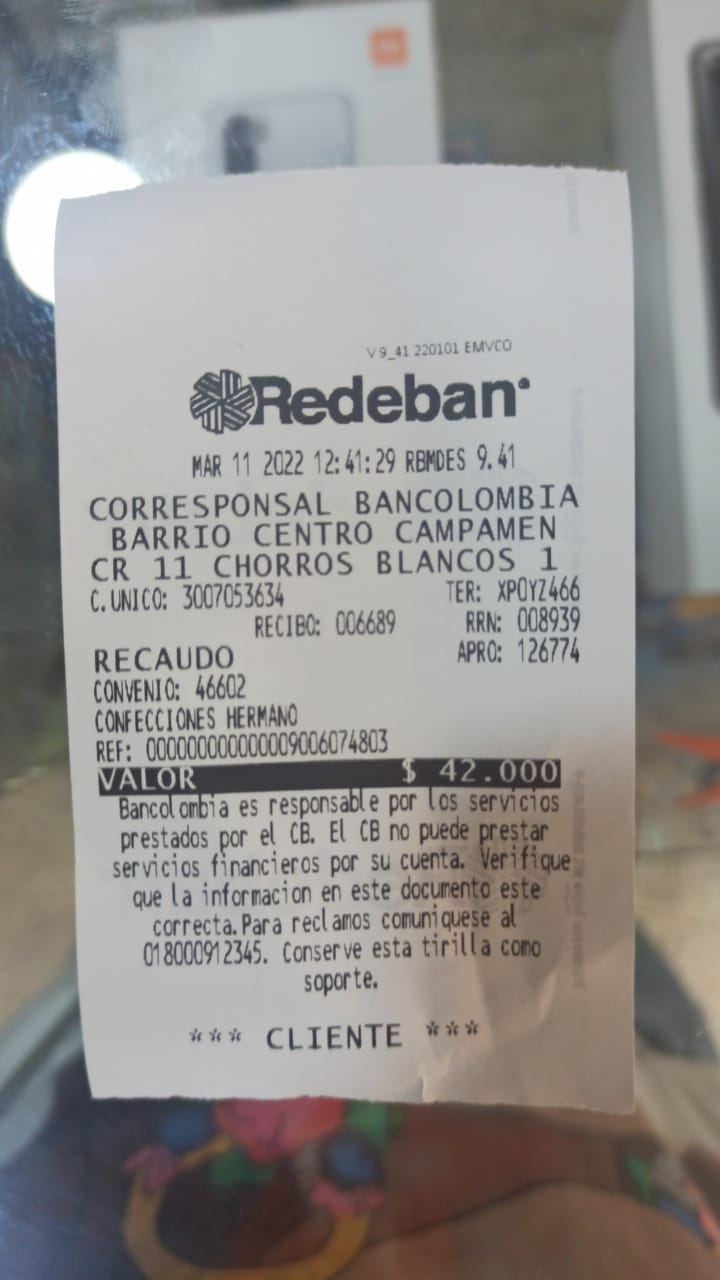 V 9_41 220101 EMVCO
Redeban
MAR 11 2022 12:41:29 RBMDES 9.41
CORRESPONSAL BANCOLOMBIA
BARRIO CENTRO CAMPAMEN
CR 11 CHORROS BLANCOS 1
C.UNICO: 3007053634 TER: XPOYZ466
RECIBO: 006689 RRN: 008939
RECAUDO APRO: 126774
CONVENIO: 46602
CONFECCIONES HERMANO
REF: 0000000000000009006074803
VALOR $ 42.000
Bancolombia es responsable por los servicios
prestados por el CB. El CB no puede prestar
servicios financieros por su cuenta. Verifique
que la informacion en este documento este
correcta.Para reclamos comuniquese al
018000912345. Conserve esta tirilla como
soporte.
*** CLIENTE ***